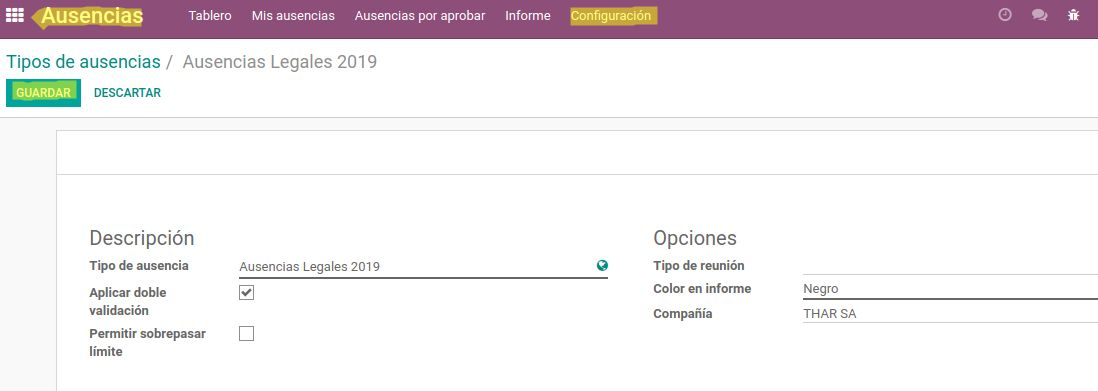 Ausencias Tablero Mis ausencias Ausencias por aprobar Informe Configuración
Tipos de ausencias / Ausencias Legales 2019
GUARDAR DESCARTAR
Descripción
Tipo de ausencia Ausencias Legales 2019
Aplicar doble
validación
Permitir sobrepasar
límite
Opciones
Tipo de reunión
Color en informe Negro
Compañía THAR SA